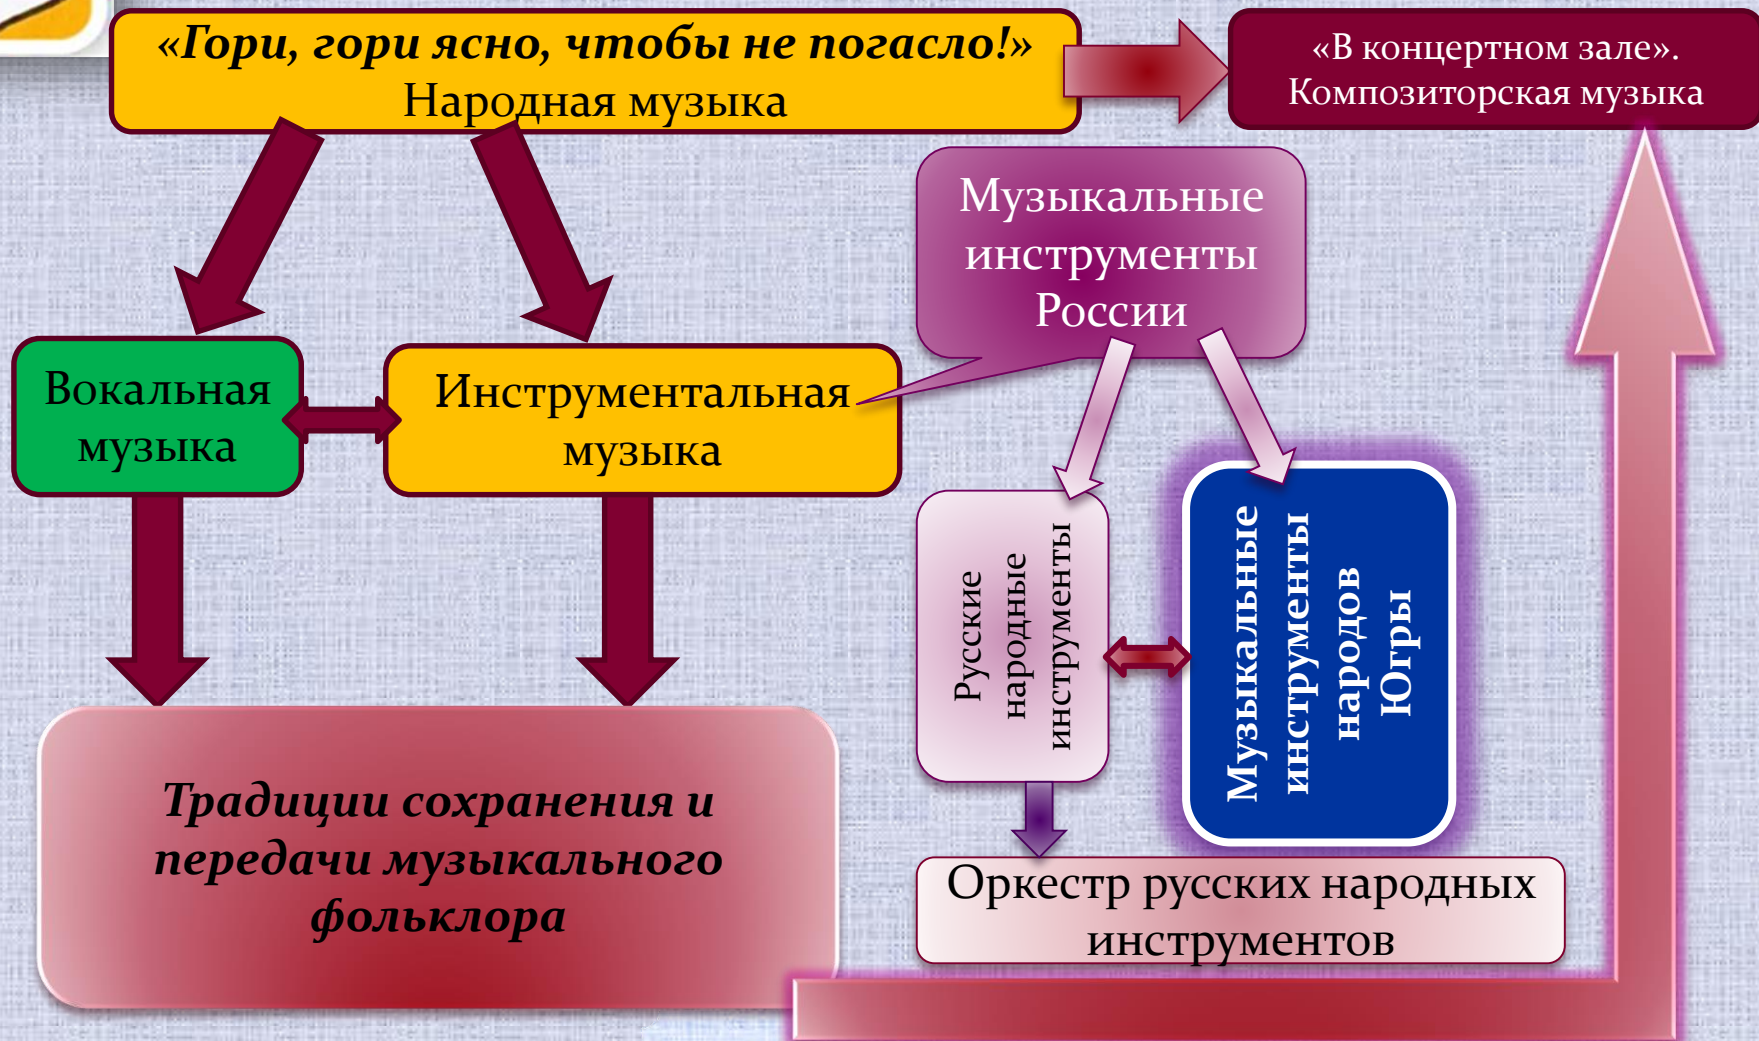 «Гори, гори ясно, чтобы не погасло!»
Народная музыка
«В концертном зале».
Композиторская музыка
Музыкальные
инструменты
России
Вокальная
музыка
Инструментальная
музыка
Русские
народные
инструменты
Музыкальные
инструменты
народов
Югры
Традиции сохранения и
передачи музыкального
фольклора
Оркестр русских народных
инструментов